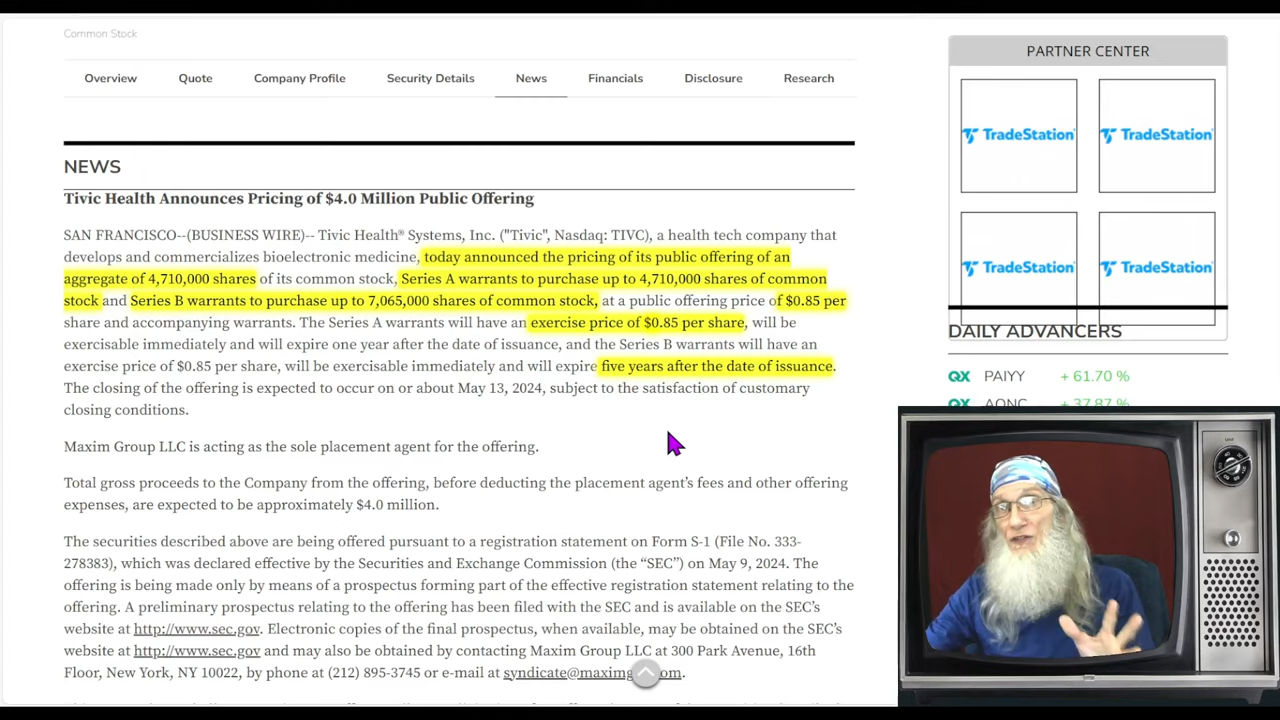 Common Stock
Overview Quote Company Profile Security Details News Financials Disclosure Research
NEWS
Tivic Health Announces Pricing of $4.0 Million Public Offering
SAN FRANCISCO--(BUSINESS WIRE)-- Tivic Health® Systems, Inc. ("Tivic", Nasdaq: TIVC), a health tech company that
develops and commercializes bioelectronic medicine, today announced the pricing of its public offering of an
aggregate of 4,710,000 shares of its common stock, Series A warrants to purchase up to 4,710,000 shares of common
stock and Series B warrants to purchase up to 7,065,000 shares of common stock, at a public offering price of $0.85 per
share and accompanying warrants. The Series A warrants will have an exercise price of $0.85 per share, will be
exercisable immediately and will expire one year after the date of issuance, and the Series B warrants will have an
exercise price of $0.85 per share, will be exercisable immediately and will expire five years after the date of issuance.
The closing of the offering is expected to occur on or about May 13, 2024, subject to the satisfaction of customary
closing conditions.
Maxim Group LLC is acting as the sole placement agent for the offering.
Total gross proceeds to the Company from the offering, before deducting the placement agent's fees and other offering
expenses, are expected to be approximately $4.0 million.
The securities described above are being offered pursuant to a registration statement on Form S-1 (File No. 333-
278383), which was declared effective by the Securities and Exchange Commission (the “SEC”) on May 9, 2024. The
offering is being made only by means of a prospectus forming part of the effective registration statement relating to the
offering. A preliminary prospectus relating to the offering has been filed with the SEC and is available on the SEC’s
website at http://www.sec.gov. Electronic copies of the final prospectus, when available, may be obtained on the SEC’s
website at http://www.sec.gov and may also be obtained by contacting Maxim Group LLC at 300 Park Avenue, 16th
Floor, New York, NY 10022, by phone at (212) 895-3745 or e-mail at
PARTNER CENTER
TradeStation TradeStation
TradeStation TradeStation
DAILY ADVANCERS
QX PAIYY + 61.70 %
QX AONC + 37.87 %